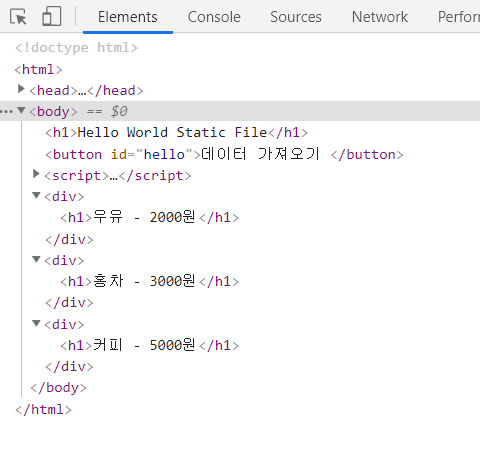 Elements Console Sources Network Perforr
<!doctype html>
<html>
▶ <head>…</head>
… ▼ <body> == $0
<h1>Hello World Static File</h1>
<button id="hello">데이터 가져오기 </button>
▶ <script>…</script>
▼ <div>
<h1>우유 - 2000원</h1>
</div>
▼ <div>
<h1>홍차 - 3000원</h1>
</div>
▼ <div>
<h1>커피 - 5000원</h1>
</div>
</body>
</html>